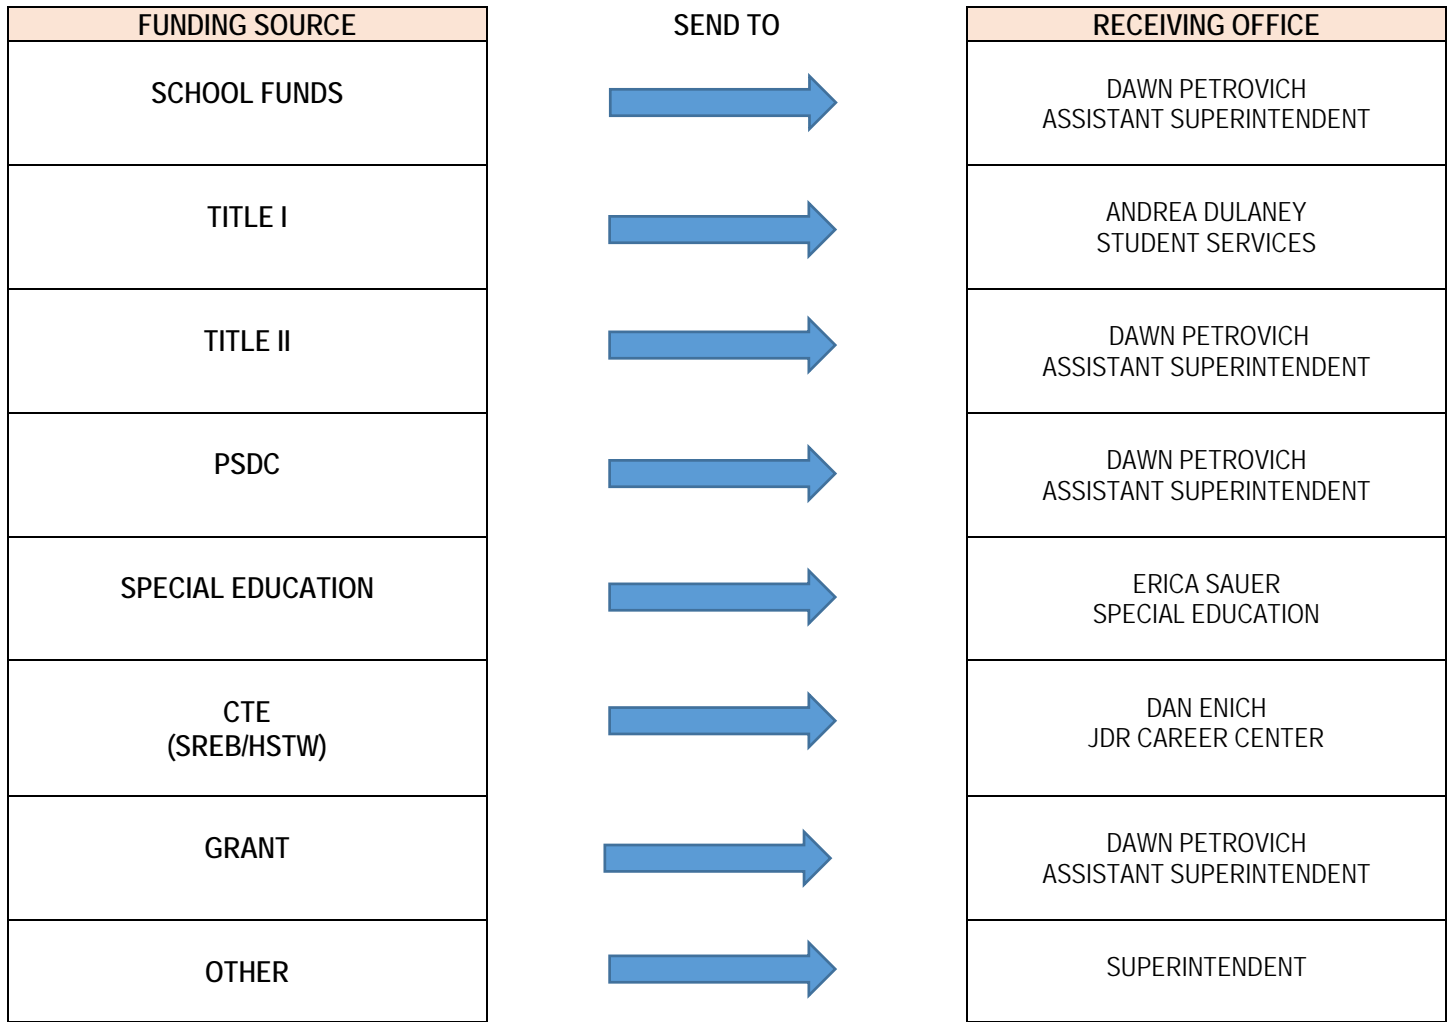 FUNDING SOURCE SEND TO RECEIVING OFFICE
SCHOOL FUNDS
DAWN PETROVICH
ASSISTANT SUPERINTENDENT
TITLE I
ANDREA DULANEY
STUDENT SERVICES
TITLE II
DAWN PETROVICH
ASSISTANT SUPERINTENDENT
PSDC
DAWN PETROVICH
ASSISTANT SUPERINTENDENT
SPECIAL EDUCATION
ERICA SAUER
SPECIAL EDUCATION
CTE
(SREB/HSTW)
DAN ENICH
JDR CAREER CENTER
GRANT
DAWN PETROVICH
ASSISTANT SUPERINTENDENT
OTHER
SUPERINTENDENT